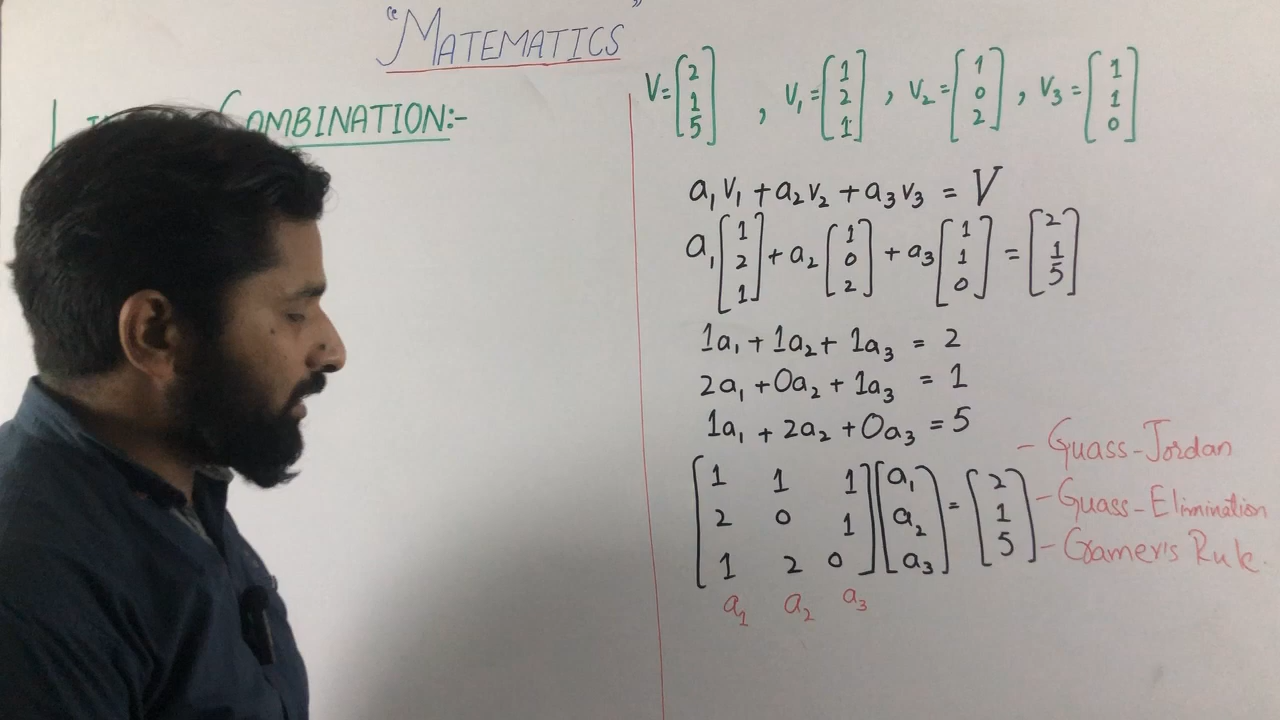 "MATEMATICS"
COMBINATION:-
V = [2 1 5] , V₁ = [1 2 1] , V₂ = [1 0 2] , V₃ = [1 1 0]
a₁V₁ + a₂V₂ + a₃V₃ = V
a₁ [1 2 1] + a₂ [1 0 2] + a₃ [1 1 0] = [2 1 5]
1a₁ + 1a₂ + 1a₃ = 2
2a₁ + 0a₂ + 1a₃ = 1
1a₁ + 2a₂ + 0a₃ = 5
- Guass-Jordan
[1 1 1] [a₁] = [2]
[2 0 1] [a₂] [1] - Guass-Elimination
[1 2 0] [a₃] [5] - Cramer's Rule.
a₁ a₂ a₃